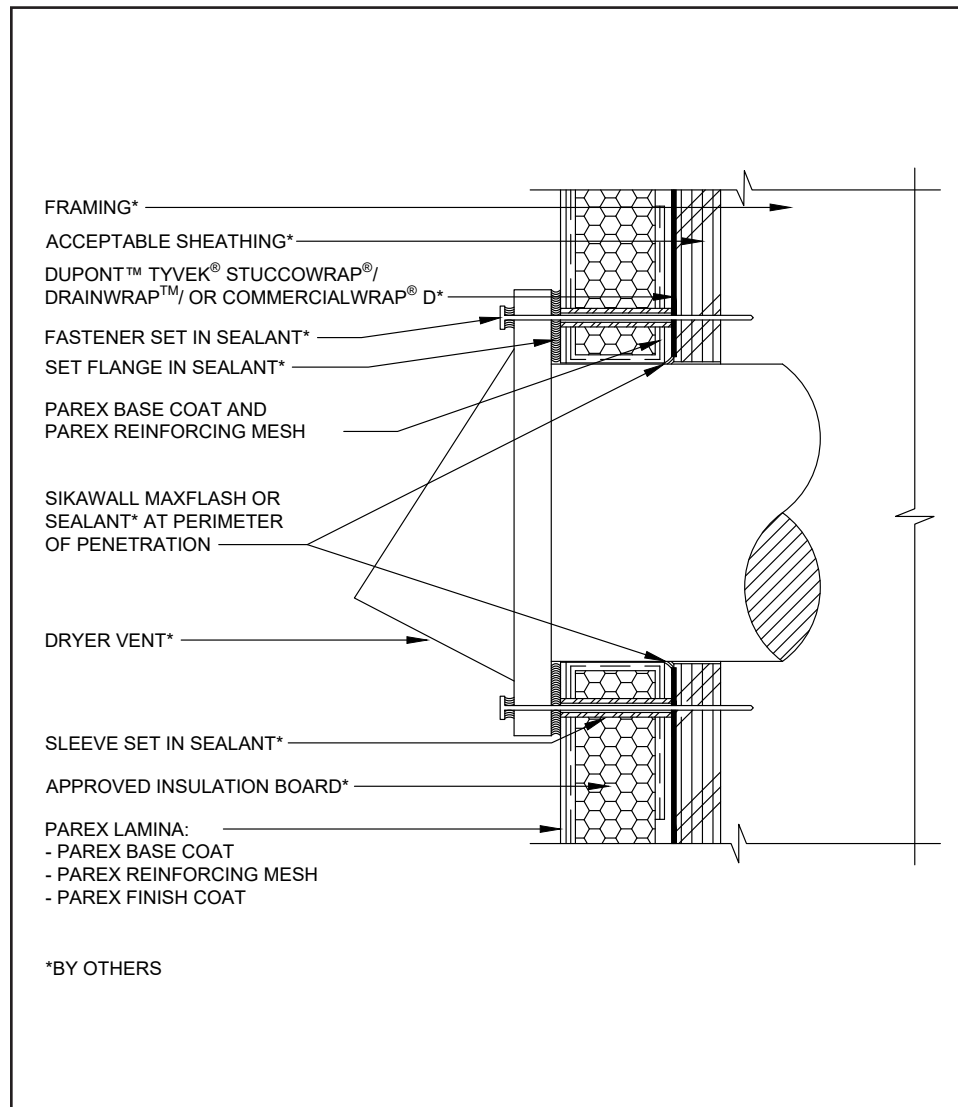 FRAMING*
ACCEPTABLE SHEATHING*
DUPONT™ TYVEK® STUCCOWRAP®/
DRAINWRAP™/ OR COMMERCIALWRAP® D*
FASTENER SET IN SEALANT*
SET FLANGE IN SEALANT*
PAREX BASE COAT AND
PAREX REINFORCING MESH
SIKAWALL MAXFLASH OR
SEALANT* AT PERIMETER
OF PENETRATION
DRYER VENT*
SLEEVE SET IN SEALANT*
APPROVED INSULATION BOARD*
PAREX LAMINA:
- PAREX BASE COAT
- PAREX REINFORCING MESH
- PAREX FINISH COAT
*BY OTHERS